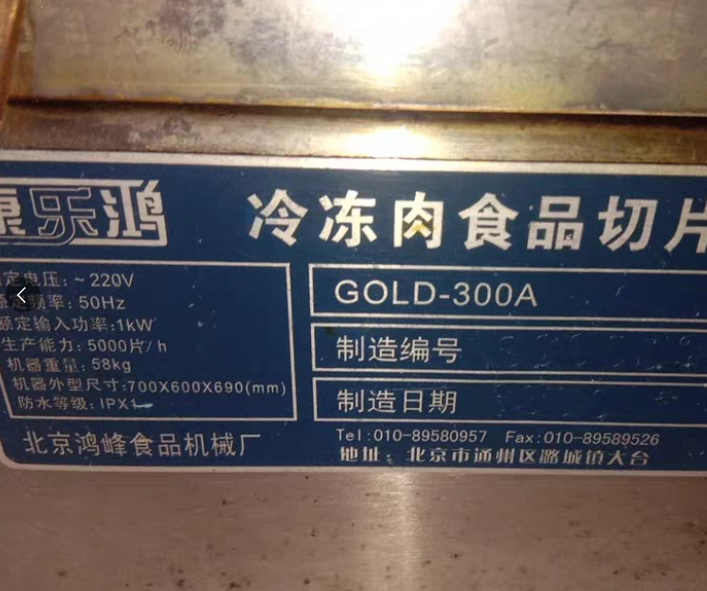 康乐鸿
冷冻肉食品切片
定电压:~220V
额定频率:50Hz
额定输入功率:1kW
生产能力:5000片/h
机器重量:58kg
机器外型尺寸:700X600X690(mm)
防水等级:IPX1
GOLD-300A
制造编号
制造日期
北京鸿峰食品机械厂
Tel:010-89580957 Fax:010-89589526
地址:北京市通州区潞城镇大台